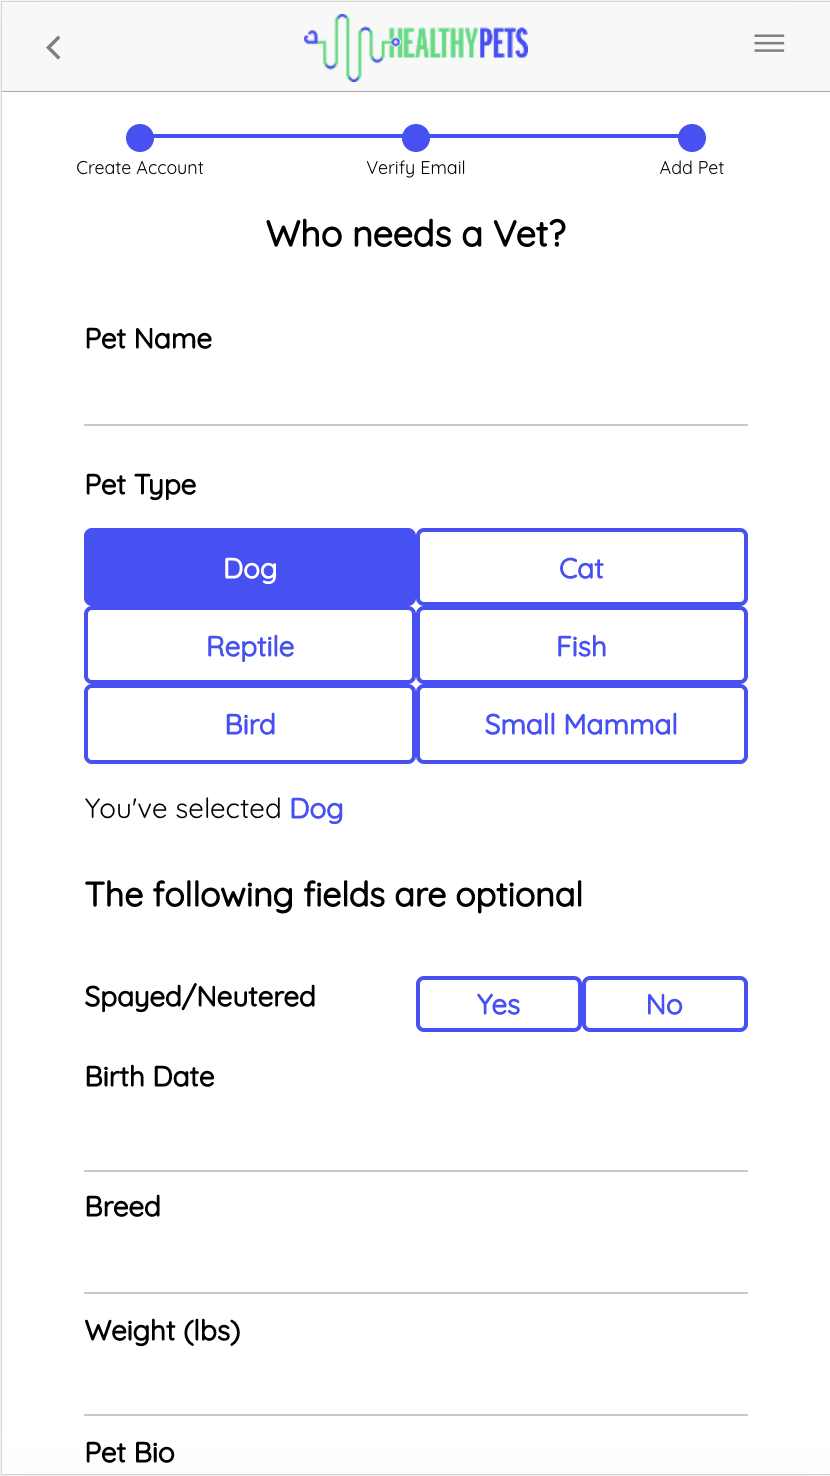 HEALTHYPETS
Create Account Verify Email Add Pet
Who needs a Vet?
Pet Name
Pet Type
Dog Cat
Reptile Fish
Bird Small Mammal
You've selected Dog
The following fields are optional
Spayed/Neutered Yes No
Birth Date
Breed
Weight (lbs)
Pet Bio